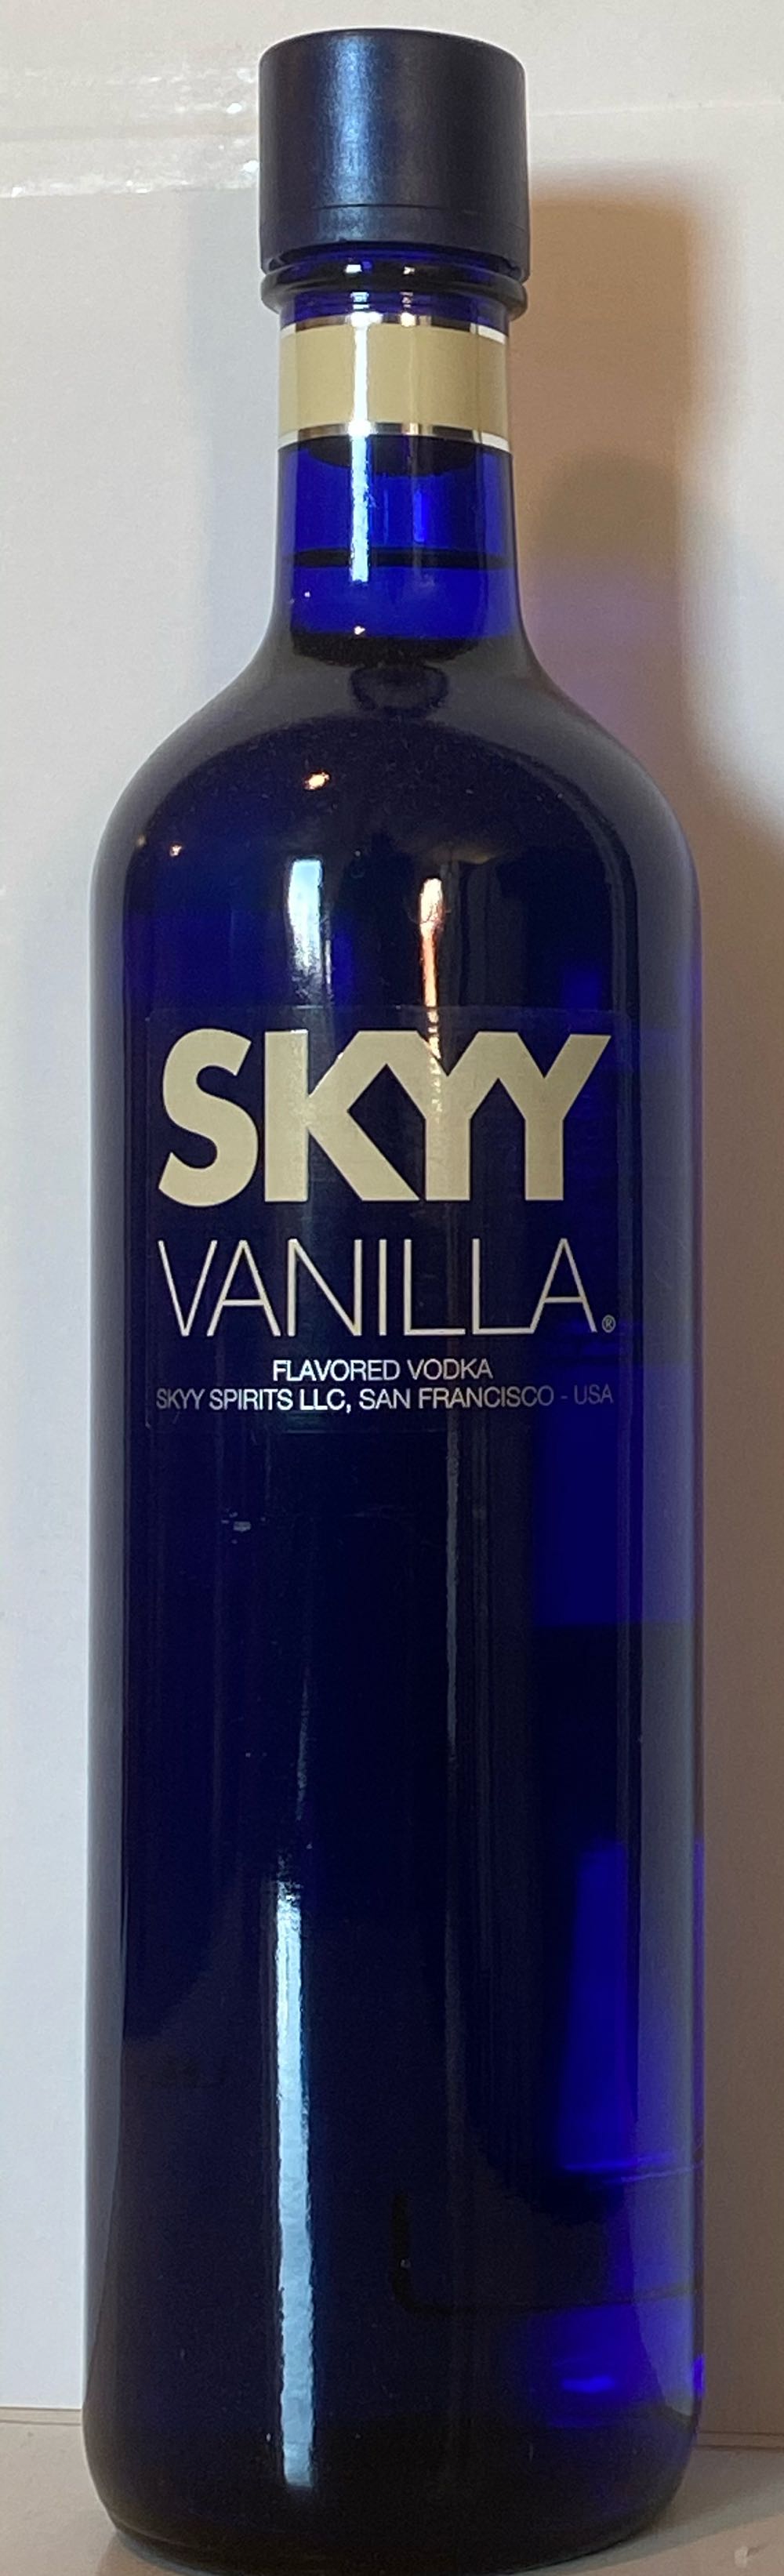 SKYY
VANILLA®
FLAVORED VODKA
SKYY SPIRITS LLC, SAN FRANCISCO - USA